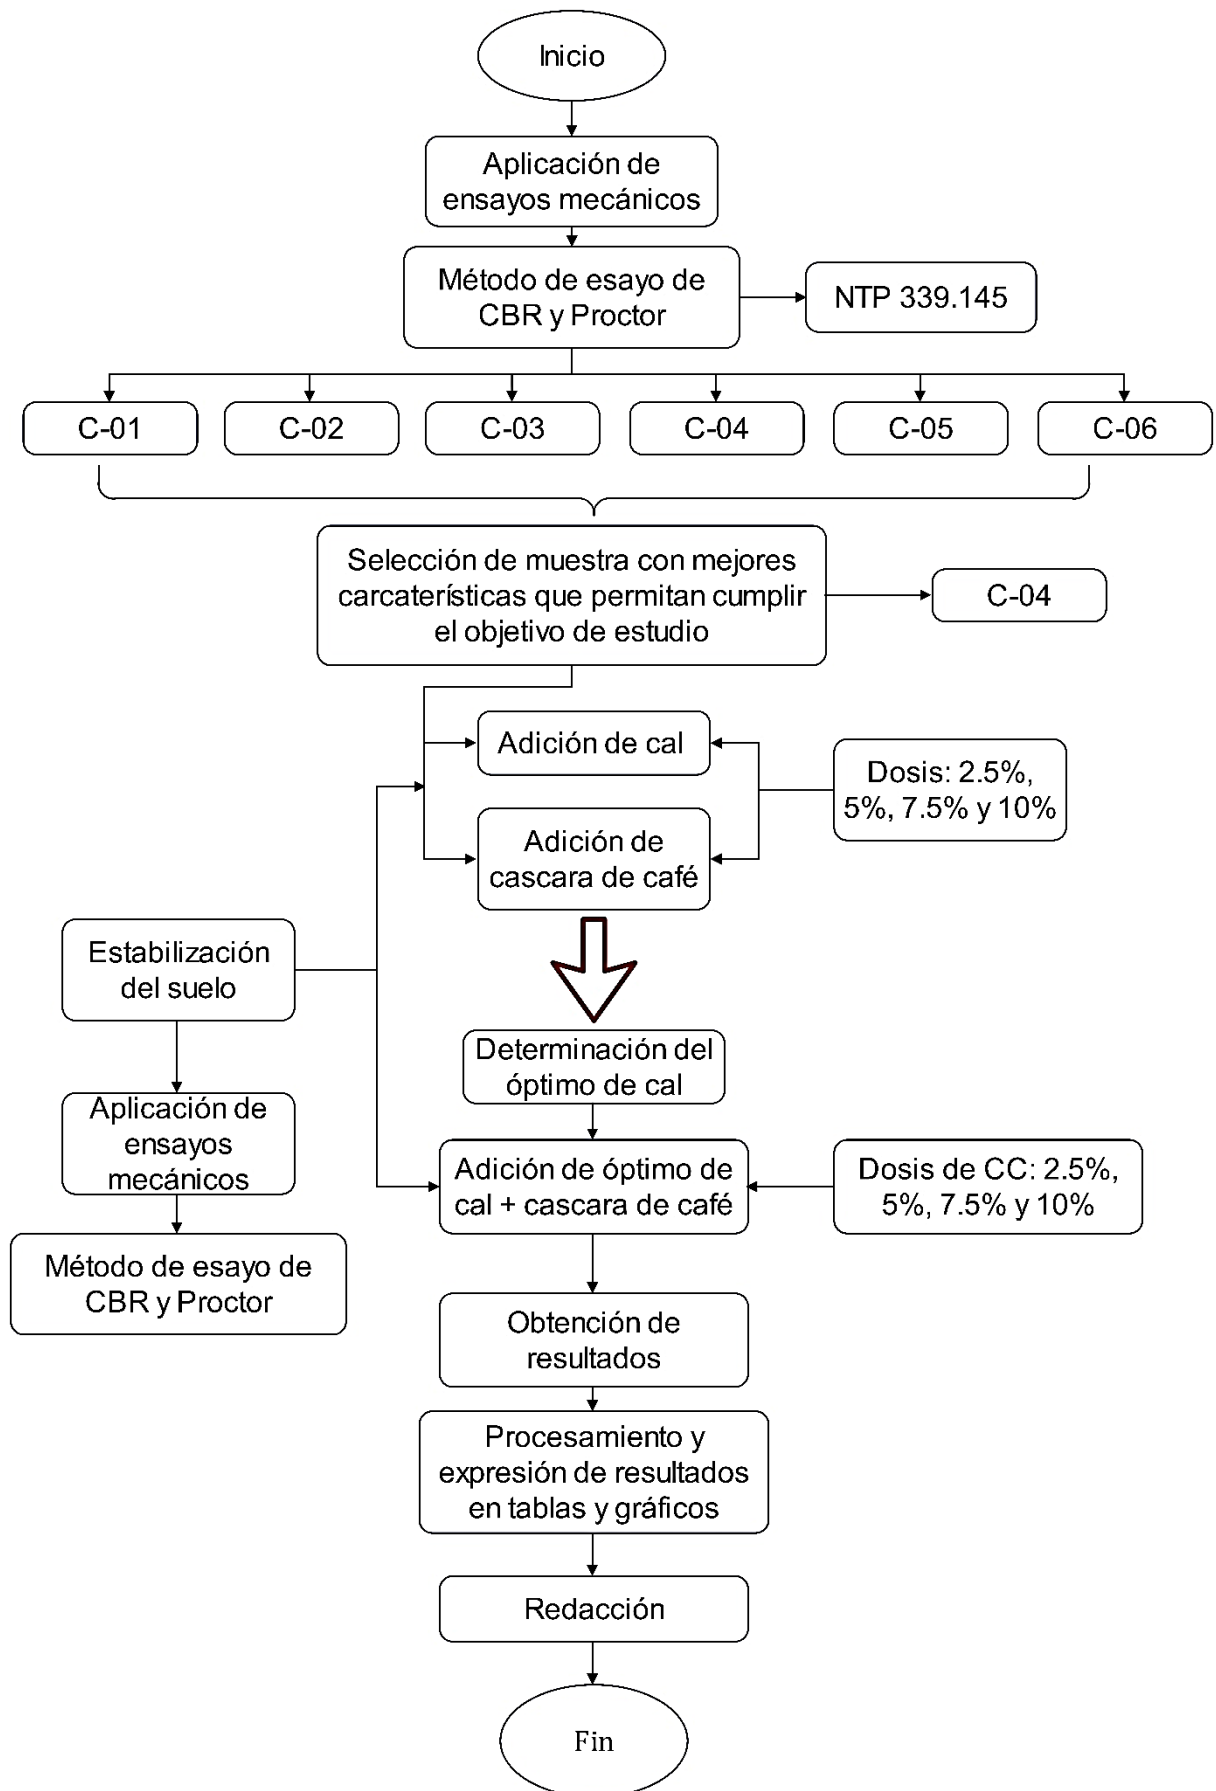 Inicio
Aplicación de
ensayos mecánicos
Método de esayo de
CBR y Proctor
NTP 339.145
C-01
C-02
C-03
C-04
C-05
C-06
Selección de muestra con mejores
carcaterísticas que permitan cumplir
el objetivo de estudio
C-04
Adición de cal
Dosis: 2.5%,
5%, 7.5% y 10%
Adición de
cascara de café
Estabilización
del suelo
Determinación del
óptimo de cal
Aplicación de
ensayos
mecánicos
Adición de óptimo de
cal + cascara de café
Dosis de CC: 2.5%,
5%, 7.5% y 10%
Método de esayo de
CBR y Proctor
Obtención de
resultados
Procesamiento y
expresión de resultados
en tablas y gráficos
Redacción
Fin